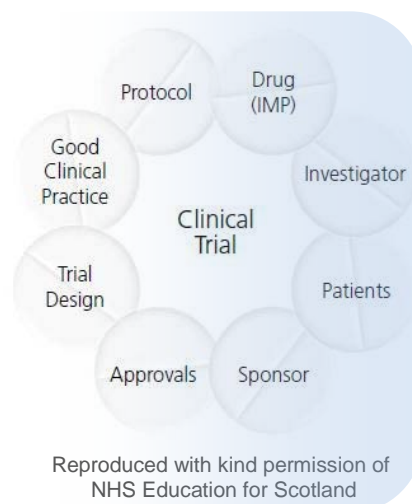 Protocol
Drug
(IMP)
Good
Clinical
Practice
Investigator
Clinical
Trial
Trial
Design
Patients
Approvals
Sponsor
Reproduced with kind permission of
NHS Education for Scotland